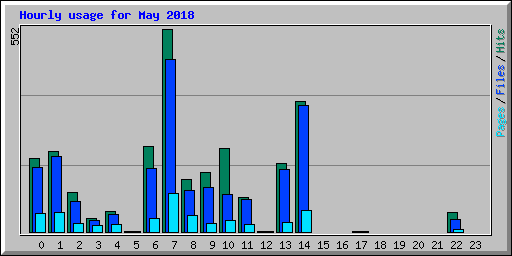 Hourly usage for May 2018
552
Pages/Files/Hits
0 1 2 3 4 5 6 7 8 9 10 11 12 13 14 15 16 17 18 19 20 21 22 23